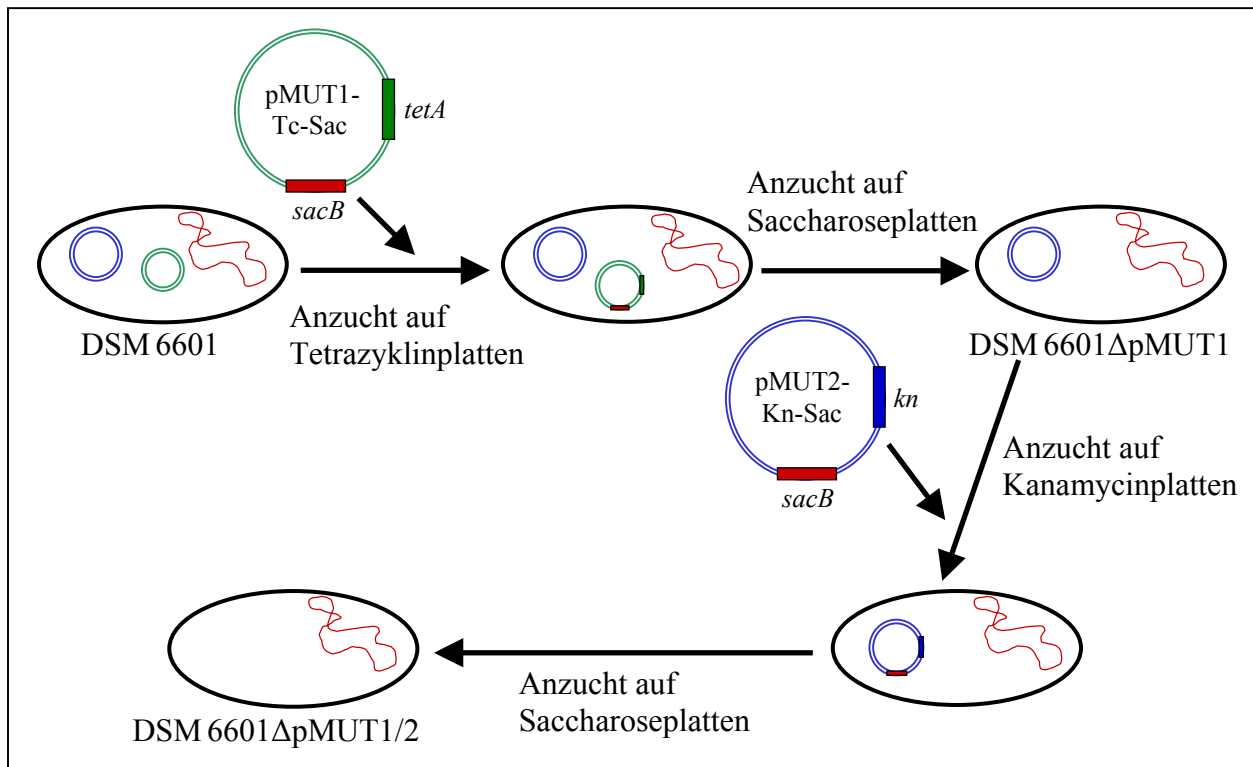 pMUT1-
Tc-Sac
tetA
sacB
Anzucht auf
Saccharoseplatten
DSM 6601
Anzucht auf
Tetrazyklinplatten
DSM 6601ΔpMUT1
pMUT2-
Kn-Sac
kn
sacB
Anzucht auf
Kanamycinplatten
Anzucht auf
Saccharoseplatten
DSM 6601ΔpMUT1/2